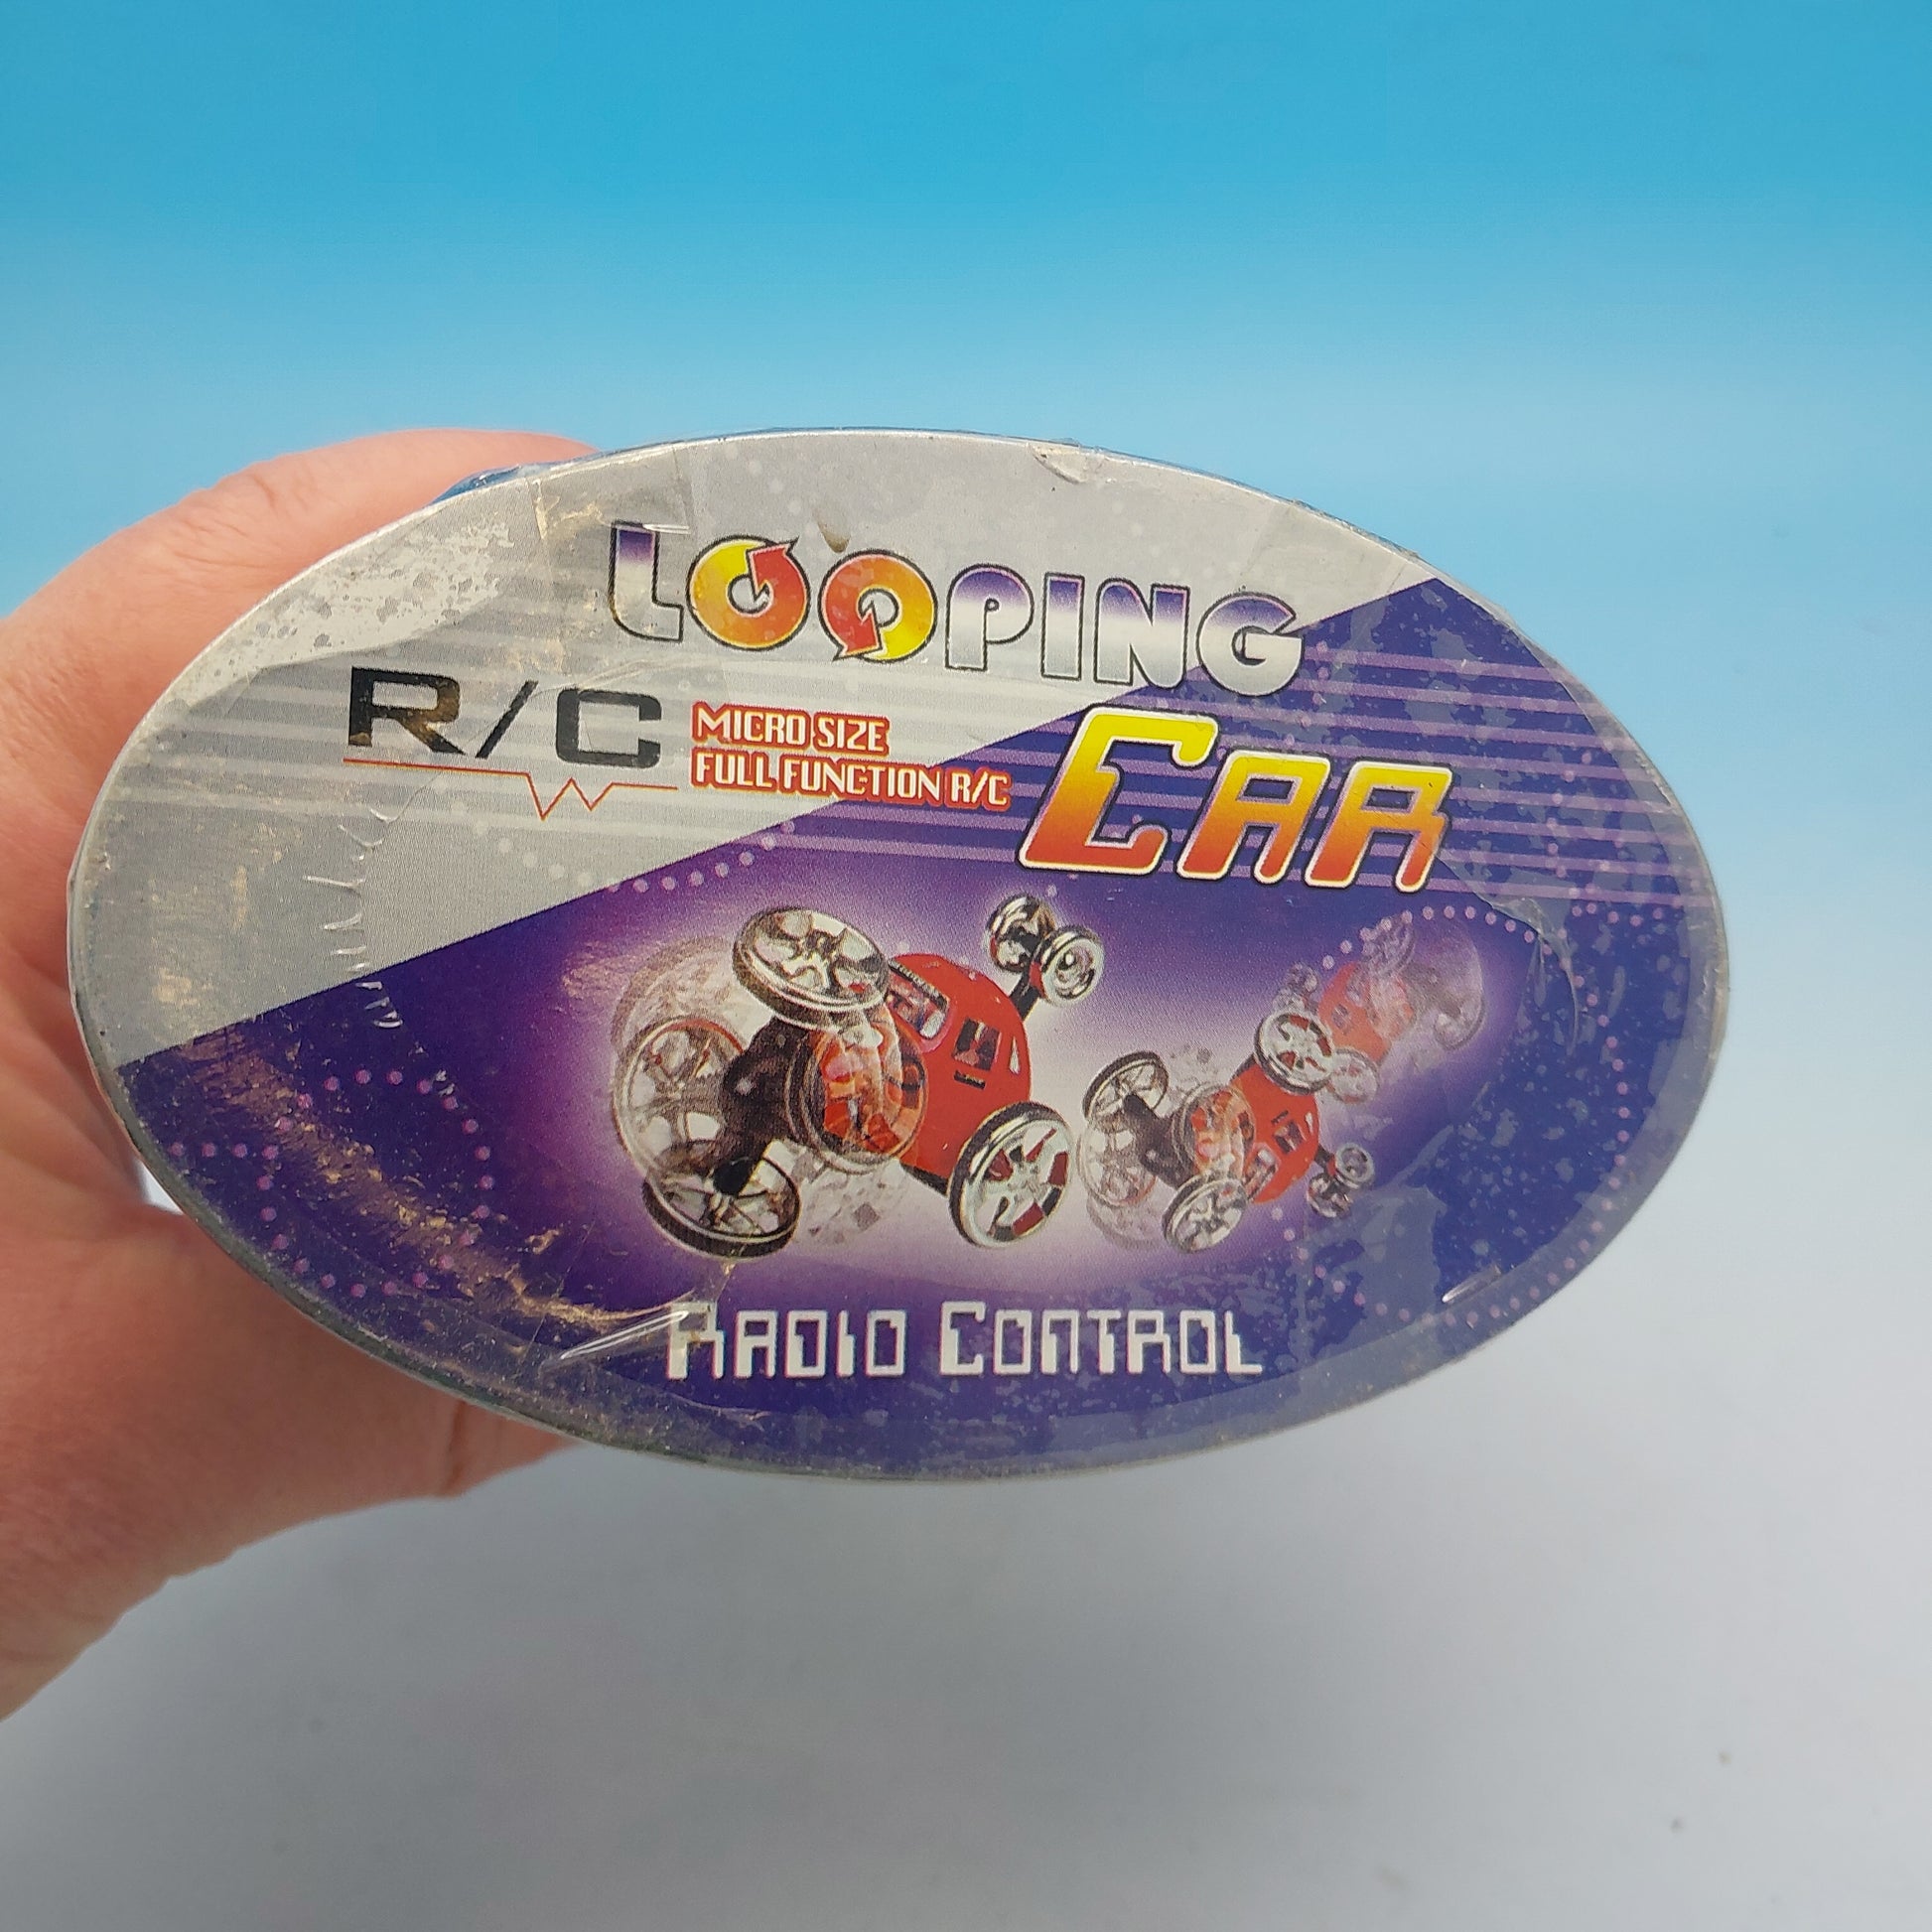 LOOPING
R/C
MICRO SIZE
FULL FUNCTION R/C
CAR
RADIO CONTROL